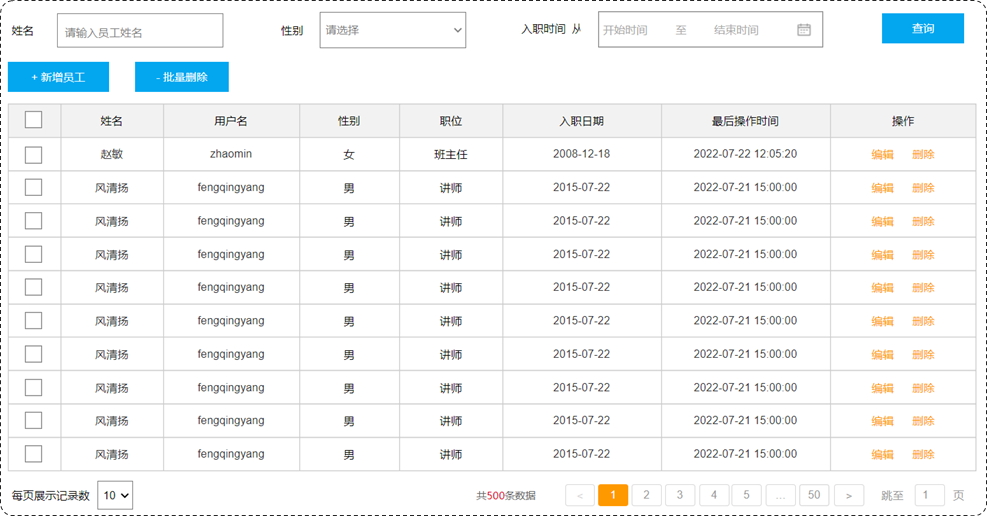 姓名 请输入员工姓名 性别 请选择 入职时间 从 开始时间 至 结束时间 查询
+ 新增员工 - 批量删除
姓名 用户名 性别 职位 入职日期 最后操作时间 操作
赵敏 zhaomin 女 班主任 2008-12-18 2022-07-22 12:05:20 编辑 删除
风清扬 fengqingyang 男 讲师 2015-07-22 2022-07-21 15:00:00 编辑 删除
风清扬 fengqingyang 男 讲师 2015-07-22 2022-07-21 15:00:00 编辑 删除
风清扬 fengqingyang 男 讲师 2015-07-22 2022-07-21 15:00:00 编辑 删除
风清扬 fengqingyang 男 讲师 2015-07-22 2022-07-21 15:00:00 编辑 删除
风清扬 fengqingyang 男 讲师 2015-07-22 2022-07-21 15:00:00 编辑 删除
风清扬 fengqingyang 男 讲师 2015-07-22 2022-07-21 15:00:00 编辑 删除
风清扬 fengqingyang 男 讲师 2015-07-22 2022-07-21 15:00:00 编辑 删除
风清扬 fengqingyang 男 讲师 2015-07-22 2022-07-21 15:00:00 编辑 删除
风清扬 fengqingyang 男 讲师 2015-07-22 2022-07-21 15:00:00 编辑 删除
每页展示记录数 10 共500条数据 < 1 2 3 4 5 ... 50 > 跳至 1 页